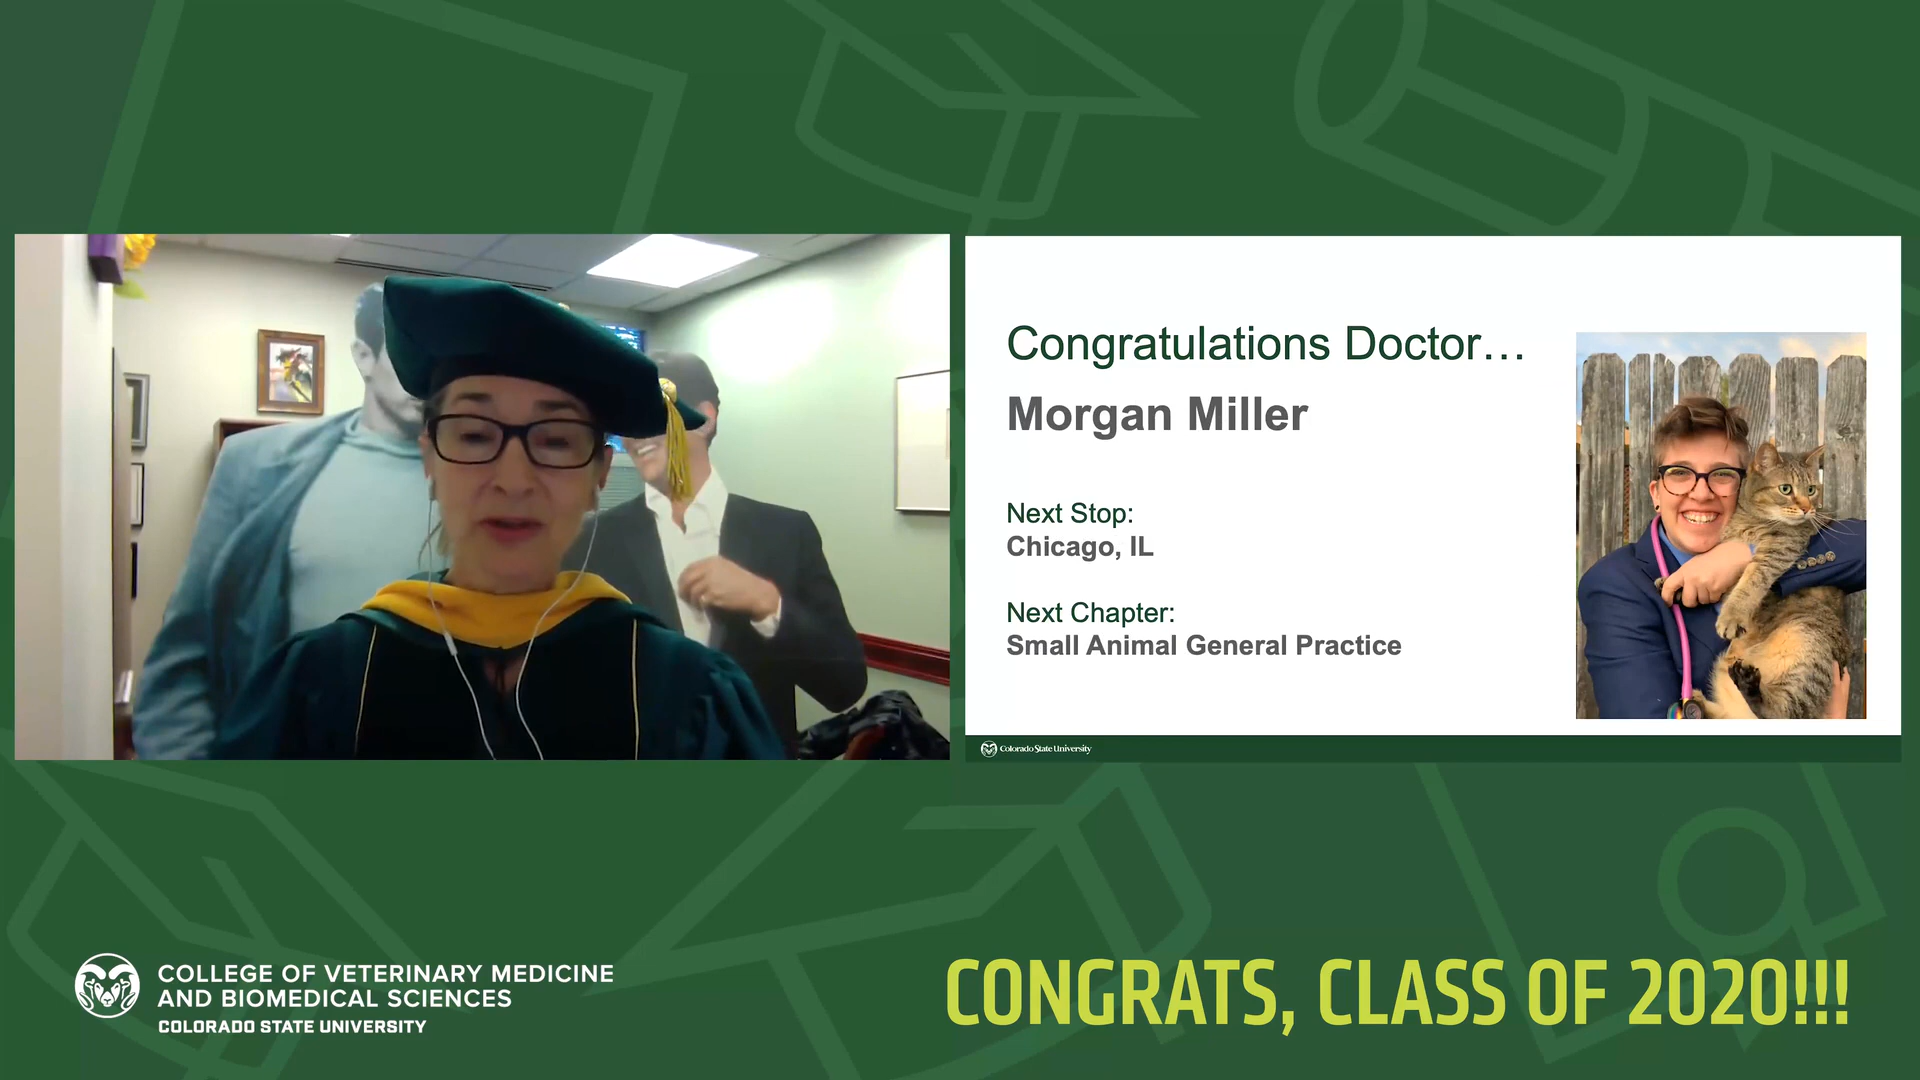 Congratulations Doctor…
Morgan Miller
Next Stop:
Chicago, IL
Next Chapter:
Small Animal General Practice
Colorado State University
COLLEGE OF VETERINARY MEDICINE
AND BIOMEDICAL SCIENCES
COLORADO STATE UNIVERSITY
CONGRATS, CLASS OF 2020!!!